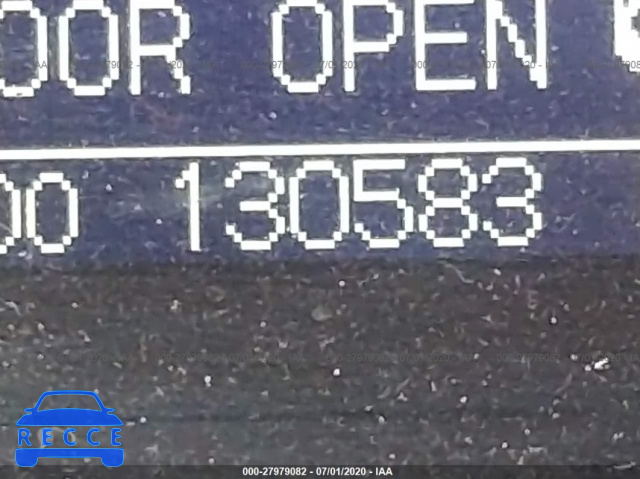 OOR OPEN
00 130583
RECCE
000-27979082 - 07/01/2020 - IAA